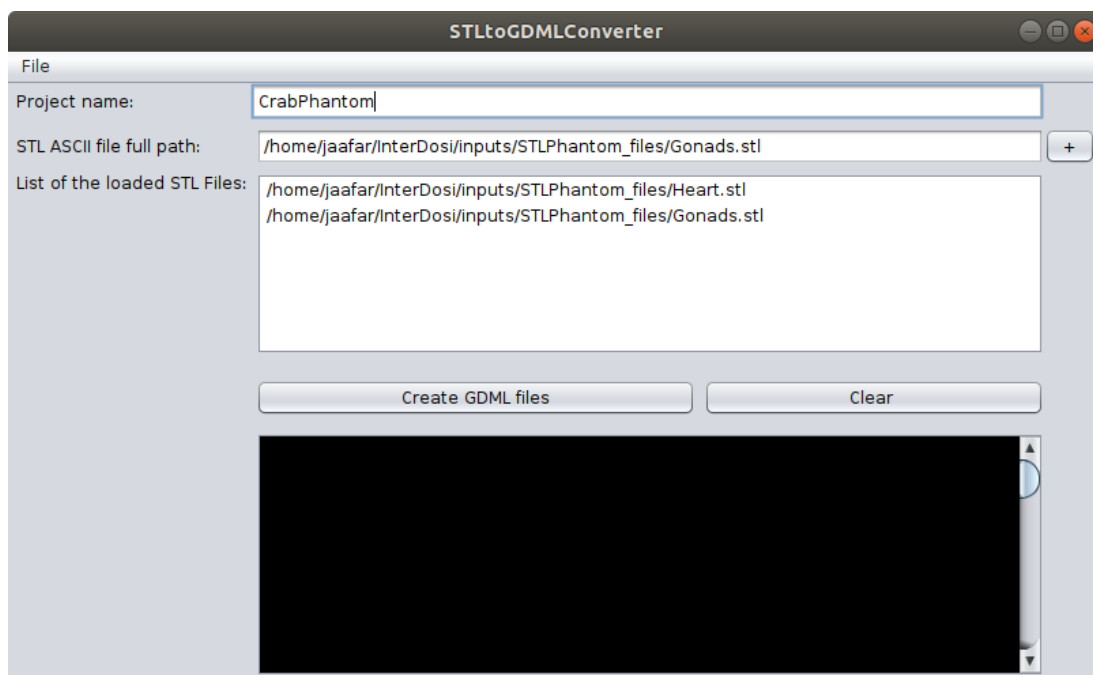 STLtoGDMLConverter
File
Project name: CrabPhantom
STL ASCII file full path: /home/jaafar/InterDosi/inputs/STLPhantom_files/Gonads.stl +
List of the loaded STL Files: /home/jaafar/InterDosi/inputs/STLPhantom_files/Heart.stl
/home/jaafar/InterDosi/inputs/STLPhantom_files/Gonads.stl
Create GDML files Clear